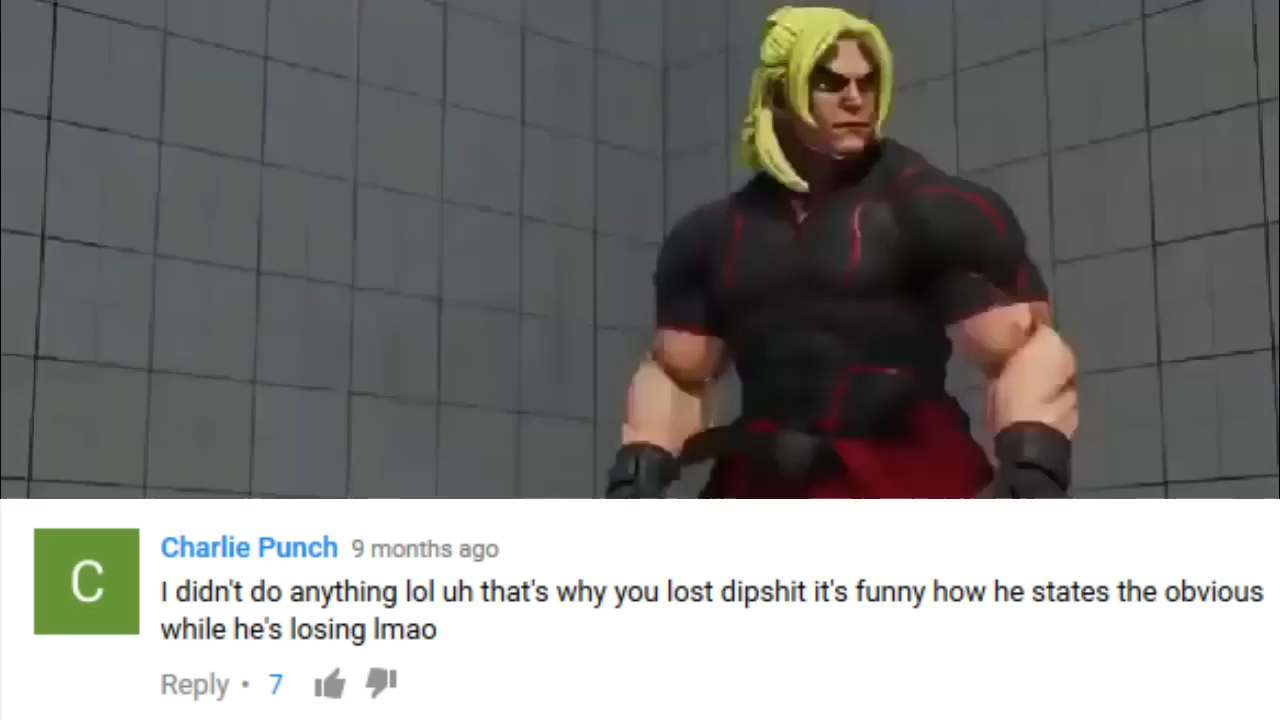 C
Charlie Punch 9 months ago
I didn't do anything lol uh that's why you lost dipshit it's funny how he states the obvious
while he's losing lmao
Reply • 7